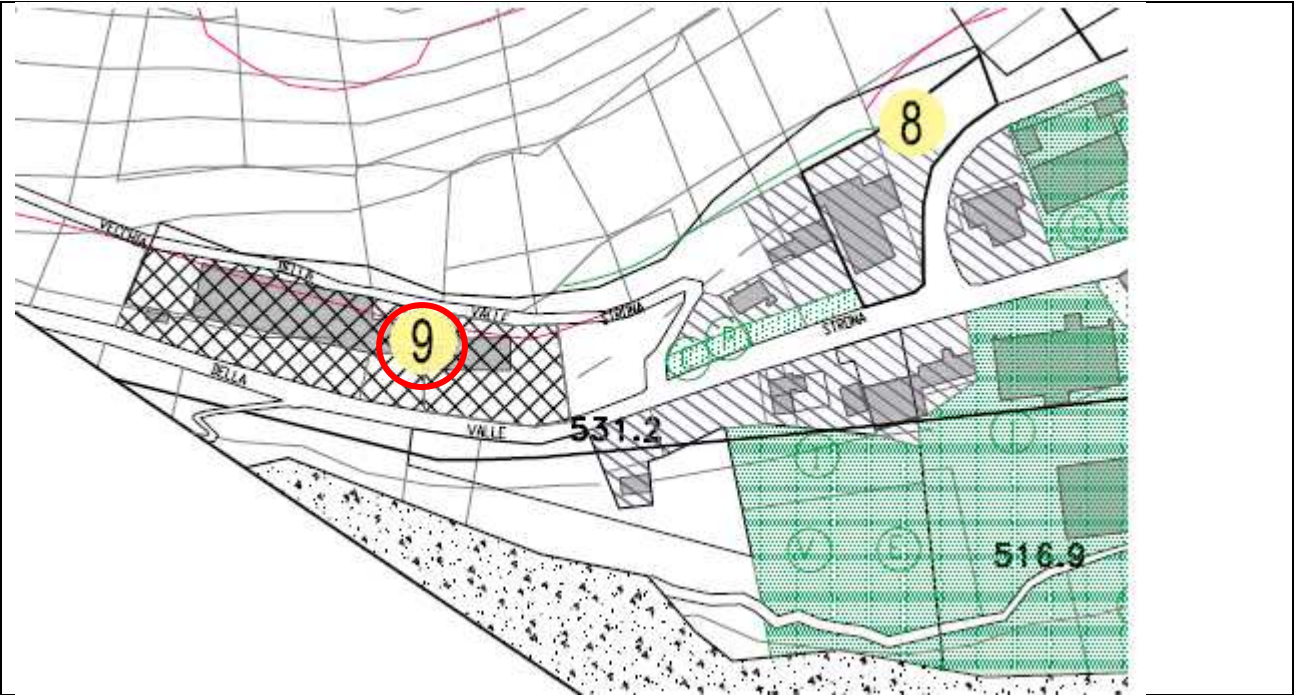 8
VECCHIA
DELLA
VALLE
STRONA
9
P
STRONA
DELLA
VALLE
531.2
I
I
V
E
516.9